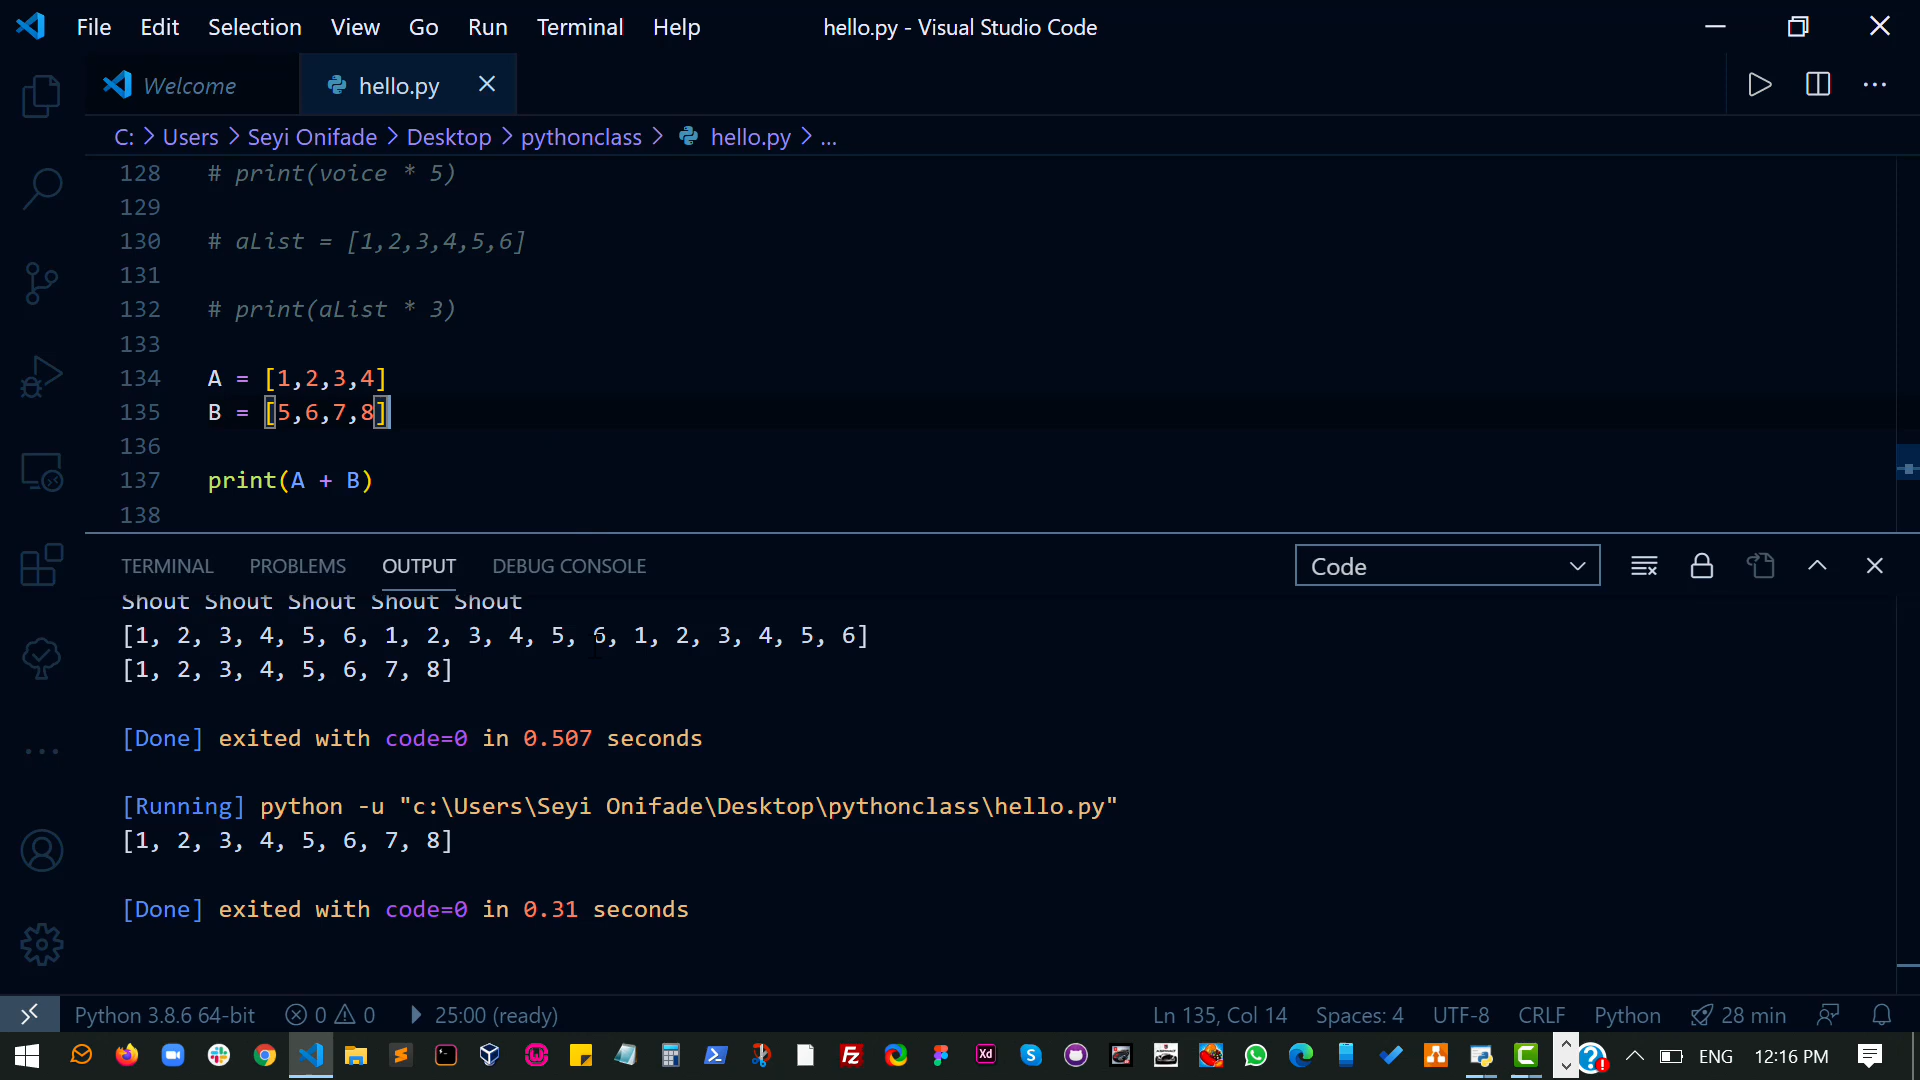 File Edit Selection View Go Run Terminal Help hello.py - Visual Studio Code
Welcome hello.py
C: > Users > Seyi Onifade > Desktop > pythonclass > hello.py > ...
128 # print(voice * 5)
129
130 # aList = [1,2,3,4,5,6]
131
132 # print(aList * 3)
133
134 A = [1,2,3,4]
135 B = [5,6,7,8]
136
137 print(A + B)
138
TERMINAL PROBLEMS OUTPUT DEBUG CONSOLE Code
Shout Shout Shout Shout Shout
[1, 2, 3, 4, 5, 6, 1, 2, 3, 4, 5, 6, 1, 2, 3, 4, 5, 6]
[1, 2, 3, 4, 5, 6, 7, 8]
[Done] exited with code=0 in 0.507 seconds
[Running] python -u "c:\Users\Seyi Onifade\Desktop\pythonclass\hello.py"
[1, 2, 3, 4, 5, 6, 7, 8]
[Done] exited with code=0 in 0.31 seconds
Python 3.8.6 64-bit 0 0 25:00 (ready) Ln 135, Col 14 Spaces: 4 UTF-8 CRLF Python 28 min
Fz Xd S C ? ENG 12:16 PM